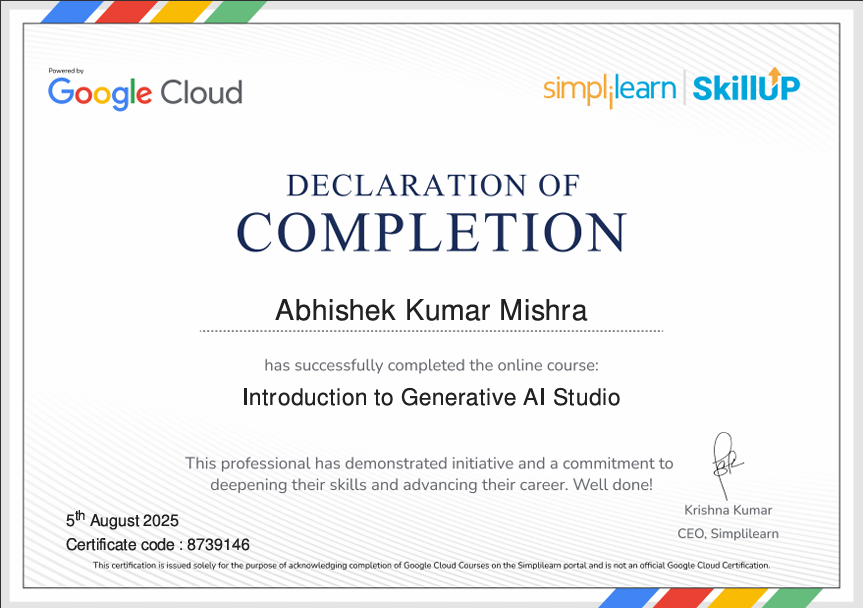 Powered by
Google Cloud
simplilearn | SkillUP
DECLARATION OF
COMPLETION
Abhishek Kumar Mishra
has successfully completed the online course:
Introduction to Generative AI Studio
This professional has demonstrated initiative and a commitment to
deepening their skills and advancing their career. Well done!
Krishna Kumar
CEO, Simplilearn
5th August 2025
Certificate code : 8739146
This certification is issued solely for the purpose of acknowledging completion of Google Cloud Courses on the Simplilearn portal and is not an official Google Cloud Certification.